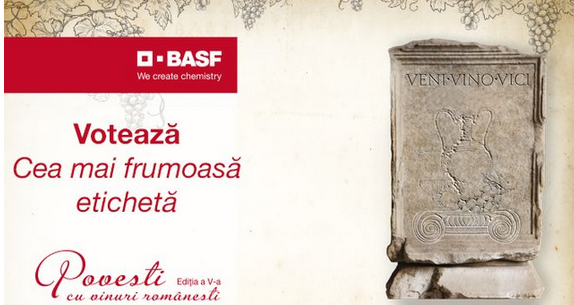 BASF
We create chemistry
Votează
Cea mai frumoasă
etichetă
Povesti Ediția a V-a
cu vinuri românesti
VENI·VINO·VICI